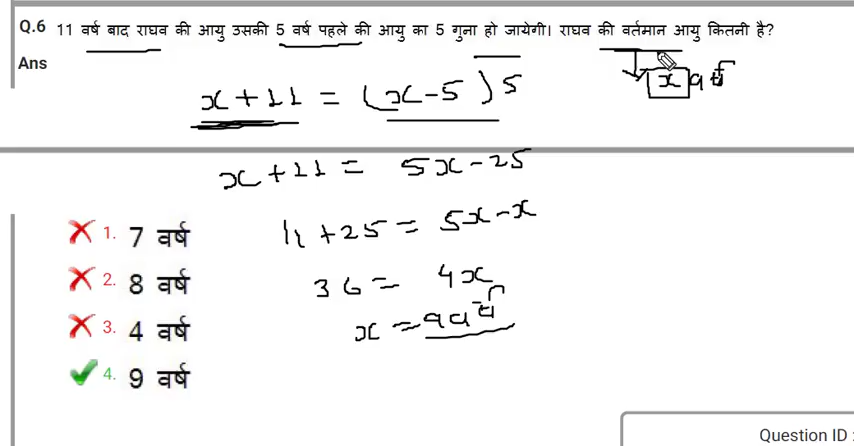 Q.6 11 वर्ष बाद राघव की आयु उसकी 5 वर्ष पहले की आयु का 5 गुना हो जायेगी। राघव की वर्तमान आयु कितनी है?
Ans
x वर्ष
x + 11 = (x - 5) 5
x + 11 = 5x - 25
11 + 25 = 5x - x
36 = 4x
x = 9 वर्ष
1. 7 वर्ष
2. 8 वर्ष
3. 4 वर्ष
4. 9 वर्ष
Question ID :